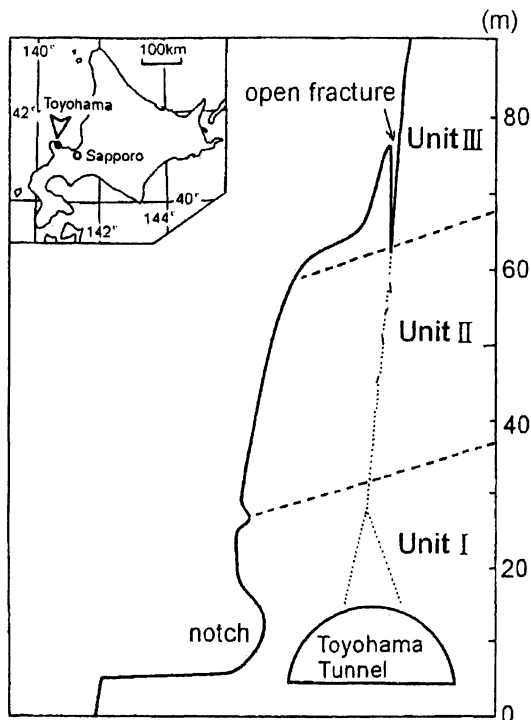 (m)
140°
100km
42°
Toyohama
Sapporo
40°
142°
144°
open fracture
80
Unit III
60
Unit II
40
Unit I
20
notch
Toyohama
Tunnel
0